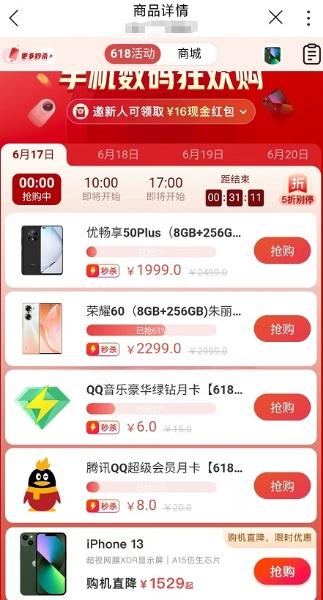 商品详情
更多秒杀
618活动
商城
手机数码狂欢购
邀新人可领取 ¥16现金红包
6月17日
6月18日
6月19日
6月20日
00:00
抢购中
10:00
即将开始
17:00
即将开始
距结束
00:31:11
折
5折别停
优畅享50Plus（8GB+256G...
秒杀 ¥1999.0 ¥2499.0
抢购
荣耀60（8GB+256GB)朱丽...
已抢61%
秒杀 ¥2299.0 ¥2999.0
抢购
QQ音乐豪华绿钻月卡【618...
秒杀 ¥6.0 ¥15.0
抢购
腾讯QQ超级会员月卡【618...
秒杀 ¥8.0 ¥20.0
抢购
购机直降，限时优惠
iPhone 13
超视网膜XDR显示屏｜A15仿生芯片
购机直降 ¥1529起
抢购